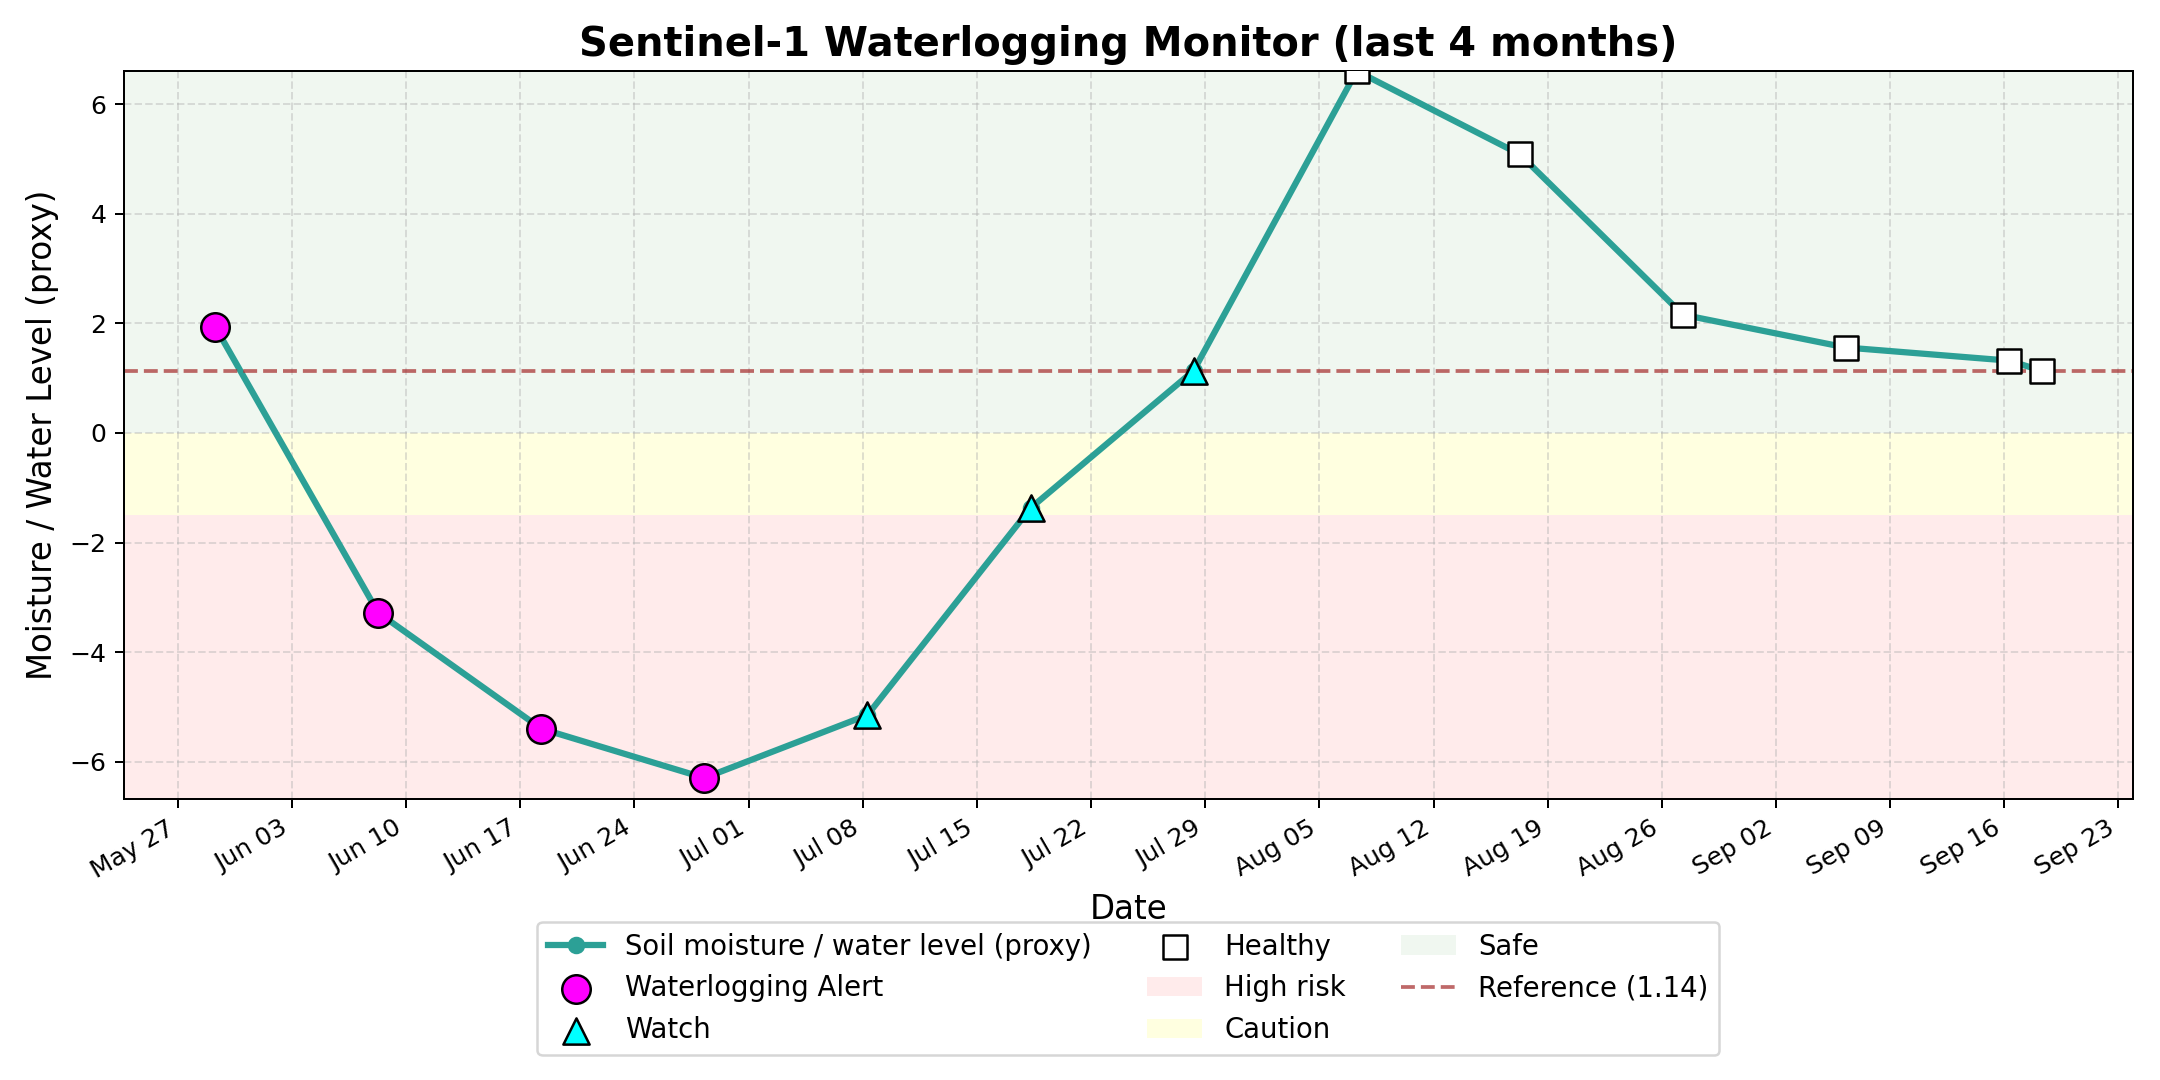 Sentinel-1 Waterlogging Monitor (last 4 months)
Moisture / Water Level (proxy)
6
4
2
0
−2
−4
−6
May 27
Jun 03
Jun 10
Jun 17
Jun 24
Jul 01
Jul 08
Jul 15
Jul 22
Jul 29
Aug 05
Aug 12
Aug 19
Aug 26
Sep 02
Sep 09
Sep 16
Sep 23
Date
Soil moisture / water level (proxy)
Waterlogging Alert
Watch
Healthy
High risk
Caution
Safe
Reference (1.14)